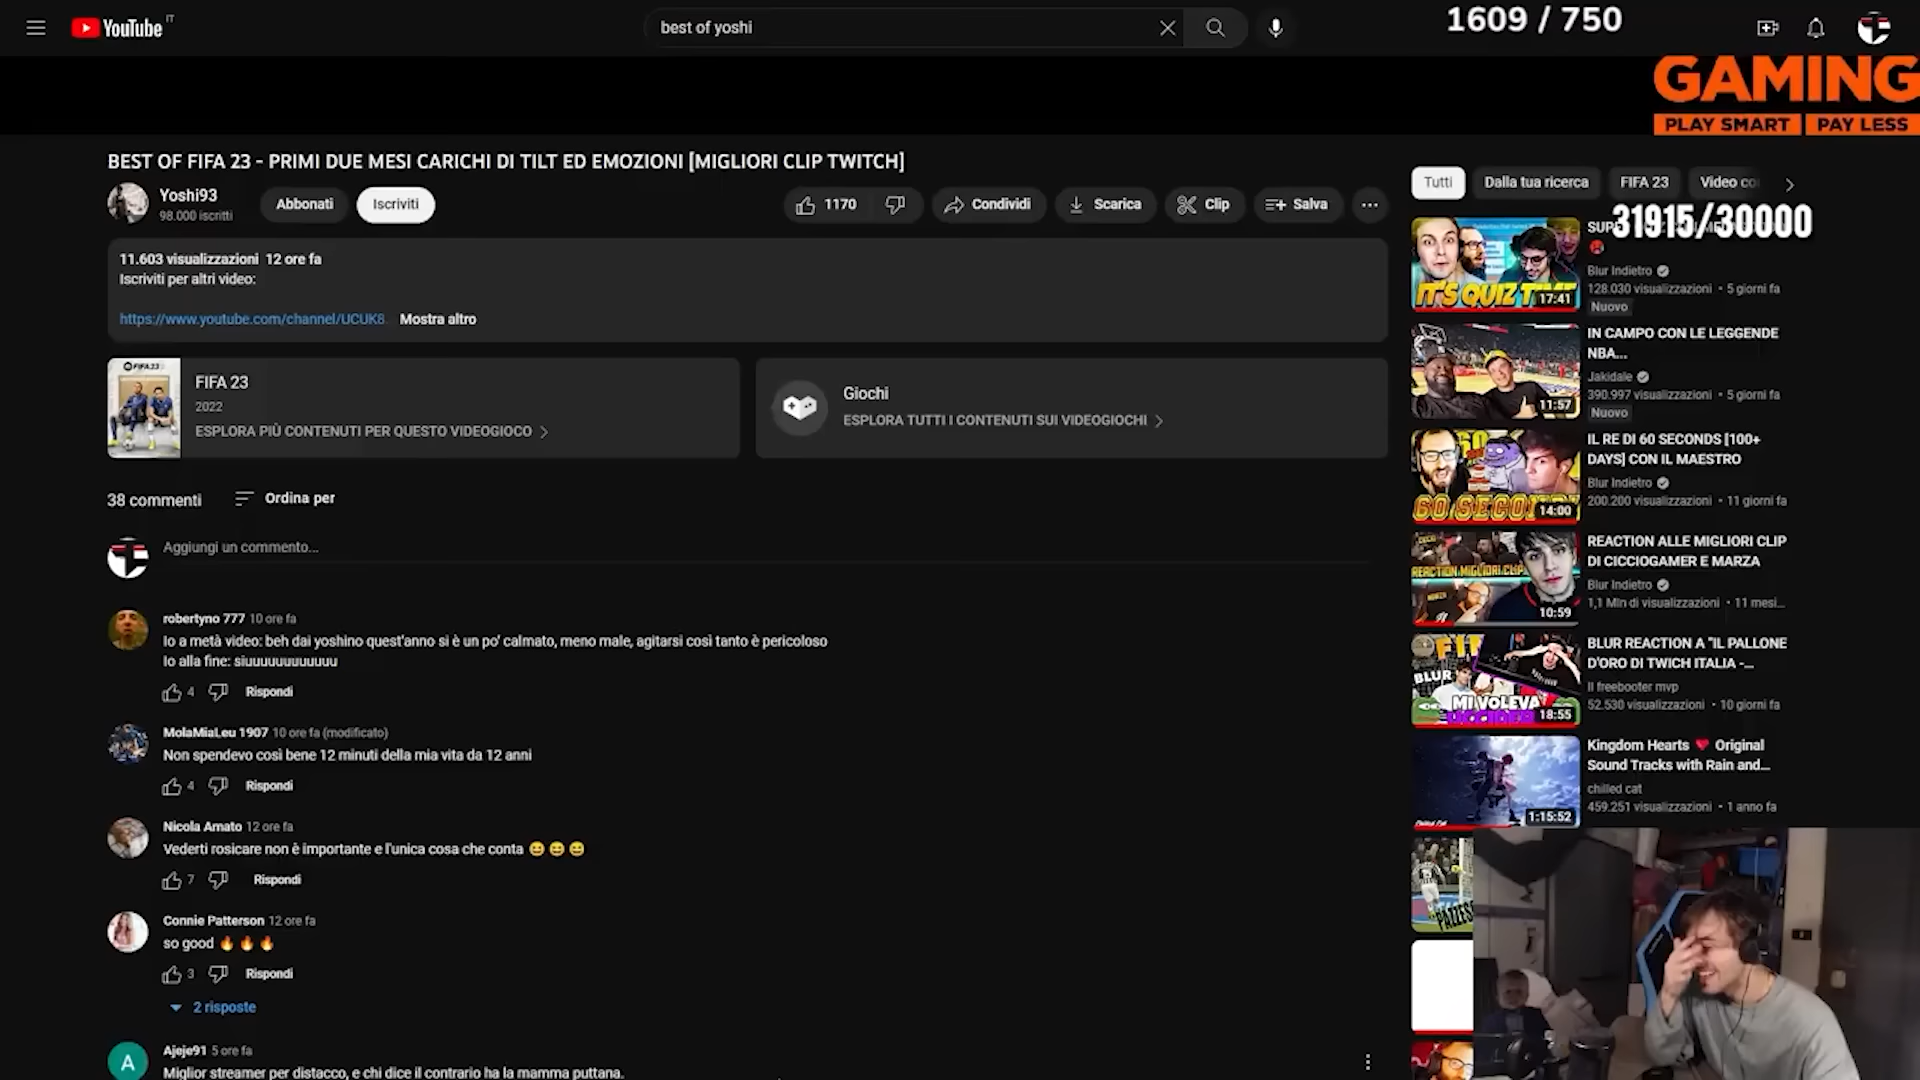 YouTube IT
best of yoshi
1609 / 750
GAMING
PLAY SMART PAY LESS
BEST OF FIFA 23 - PRIMI DUE MESI CARICHI DI TILT ED EMOZIONI [MIGLIORI CLIP TWITCH]
Yoshi93
98.000 iscritti
Abbonati
Iscriviti
1170
Condividi
Scarica
Clip
Salva
11.603 visualizzazioni 12 ore fa
Iscriviti per altri video:
https://www.youtube.com/channel/UCUK8. Mostra altro
FIFA 23
FIFA 23
2022
ESPLORA PIÙ CONTENUTI PER QUESTO VIDEOGIOCO
Giochi
ESPLORA TUTTI I CONTENUTI SUI VIDEOGIOCHI
38 commenti
Ordina per
Aggiungi un commento...
robertyno 777 10 ore fa
Io a metà video: beh dai yoshino quest'anno si è un po' calmato, meno male, agitarsi così tanto è pericoloso
Io alla fine: siuuuuuuuuuuuu
4 Rispondi
MolaMiaLeu 1907 10 ore fa (modificato)
Non spendevo così bene 12 minuti della mia vita da 12 anni
4 Rispondi
Nicola Amato 12 ore fa
Vederti rosicare non è importante e l'unica cosa che conta 😆 😆 😆
7 Rispondi
Connie Patterson 12 ore fa
so good 🔥 🔥 🔥
3 Rispondi
2 risposte
A
Ajeje91 5 ore fa
Miglior streamer per distacco, e chi dice il contrario ha la mamma puttana.
Tutti
Dalla tua ricerca
FIFA 23
Video co
31915/30000
IT'S QUIZ TIME
17:41
Blur Indietro
128.030 visualizzazioni • 5 giorni fa
Nuovo
11:57
IN CAMPO CON LE LEGGENDE
NBA...
Jakidale
390.997 visualizzazioni • 5 giorni fa
Nuovo
60
14:00
IL RE DI 60 SECONDS [100+
DAYS] CON IL MAESTRO
Blur Indietro
200.200 visualizzazioni • 11 giorni fa
REACTION MIGLIORI CLIP
10:59
REACTION ALLE MIGLIORI CLIP
DI CICCIOGAMER E MARZA
Blur Indietro
1,1 Mln di visualizzazioni • 11 mesi...
BLUR
MI VOLEVA
UCCIDER
18:55
BLUR REACTION A "IL PALLONE
D'ORO DI TWICH ITALIA -...
Il freebooter mvp
52.530 visualizzazioni • 10 giorni fa
1:15:52
Kingdom Hearts ❤ Original
Sound Tracks with Rain and...
chilled cat
459.251 visualizzazioni • 1 anno fa